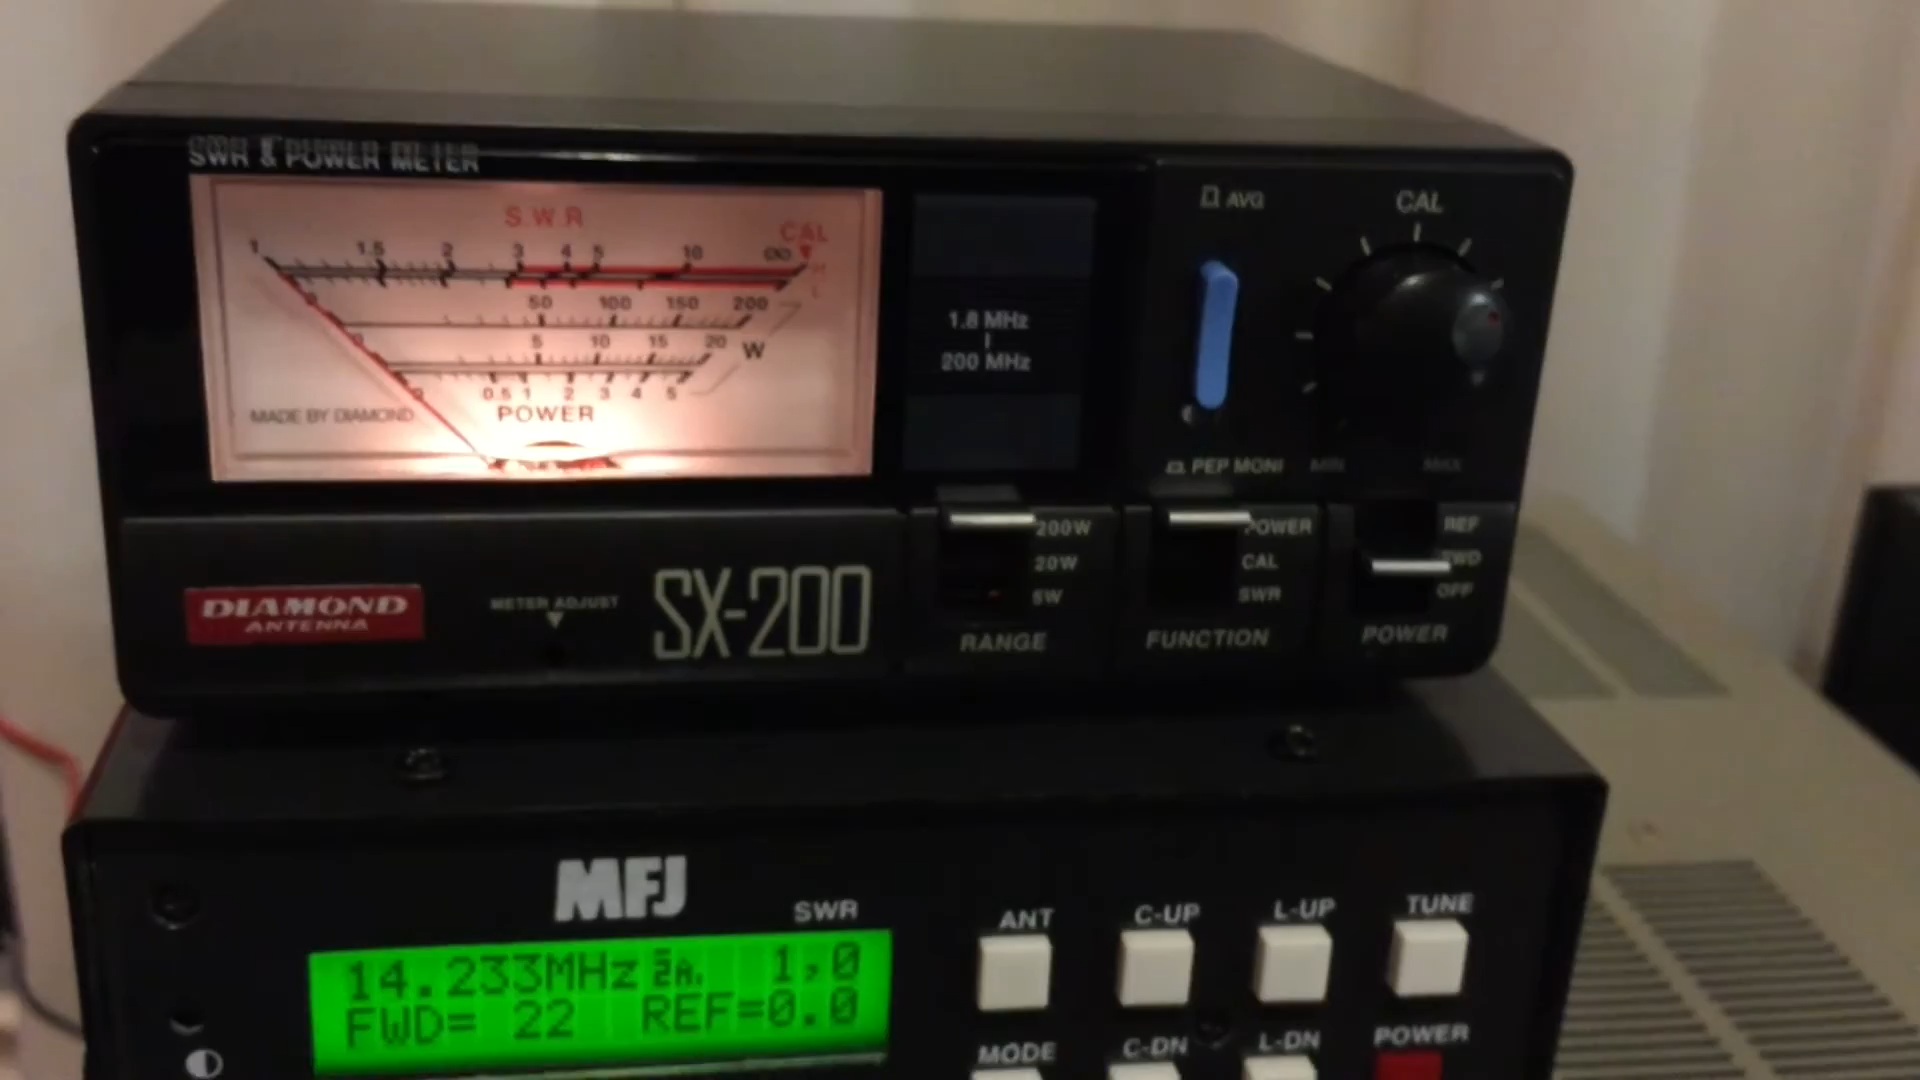 SWR & POWER METER
S.W.R
CAL
1 1.5 2 3 4 5 10 ∞
H
L
50 100 150 200
5 10 15 20
W
0 0.5 1 2 3 4 5
POWER
MADE BY DIAMOND
1.8 MHz
200 MHz
AVG
PEP MONI
CAL
MIN MAX
DIAMOND
ANTENNA
METER ADJUST
SX-200
200W
20W
5W
RANGE
POWER
CAL
SWR
FUNCTION
REF
FWD
OFF
POWER
MFJ
SWR
14.233MHz 1.0
FWD= 22 REF=0.0
ANT C-UP L-UP TUNE
MODE C-DN L-DN POWER